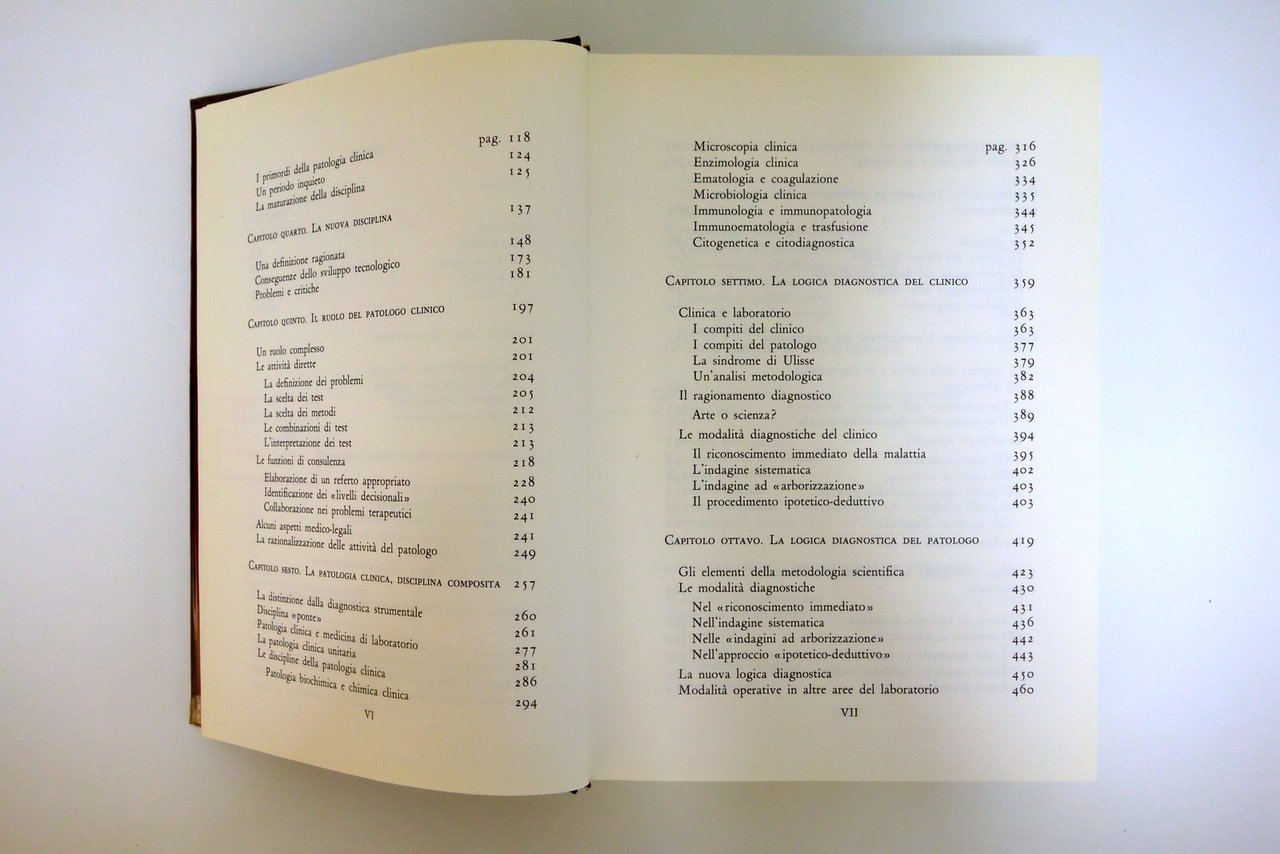 I primordi della patologia clinica pag. 118
Un periodo inquieto 124
La maturazione della disciplina 125
Capitolo quarto. La nuova disciplina 137
Una definizione ragionata 148
Conseguenze dello sviluppo tecnologico 173
Problemi e critiche 181
Capitolo quinto. Il ruolo del patologo clinico 197
Un ruolo complesso 201
Le attività dirette 201
La definizione dei problemi 204
La scelta dei test 205
La scelta dei metodi 212
Le combinazioni di test 213
L'interpretazione dei test 213
Le funzioni di consulenza 218
Elaborazione di un referto appropriato 228
Identificazione dei «livelli decisionali» 240
Collaborazione nei problemi terapeutici 241
Alcuni aspetti medico-legali 241
La razionalizzazione delle attività del patologo 249
Capitolo sesto. La patologia clinica, disciplina composita 257
La distinzione dalla diagnostica strumentale 260
Disciplina «ponte» 261
Patologia clinica e medicina di laboratorio 277
La patologia clinica unitaria 281
Le discipline della patologia clinica 286
Patologia biochimica e chimica clinica 294
VI
Microscopia clinica pag. 316
Enzimologia clinica 326
Ematologia e coagulazione 334
Microbiologia clinica 335
Immunologia e immunopatologia 344
Immunoematologia e trasfusione 345
Citogenetica e citodiagnostica 352
Capitolo settimo. La logica diagnostica del clinico 359
Clinica e laboratorio 363
I compiti del clinico 363
I compiti del patologo 377
La sindrome di Ulisse 379
Un'analisi metodologica 382
Il ragionamento diagnostico 388
Arte o scienza? 389
Le modalità diagnostiche del clinico 394
Il riconoscimento immediato della malattia 395
L'indagine sistematica 402
L'indagine ad «arborizzazione» 403
Il procedimento ipotetico-deduttivo 403
Capitolo ottavo. La logica diagnostica del patologo 419
Gli elementi della metodologia scientifica 423
Le modalità diagnostiche 430
Nel «riconoscimento immediato» 431
Nell'indagine sistematica 436
Nelle «indagini ad arborizzazione» 442
Nell'approccio «ipotetico-deduttivo» 443
La nuova logica diagnostica 450
Modalità operative in altre aree del laboratorio 460
VII